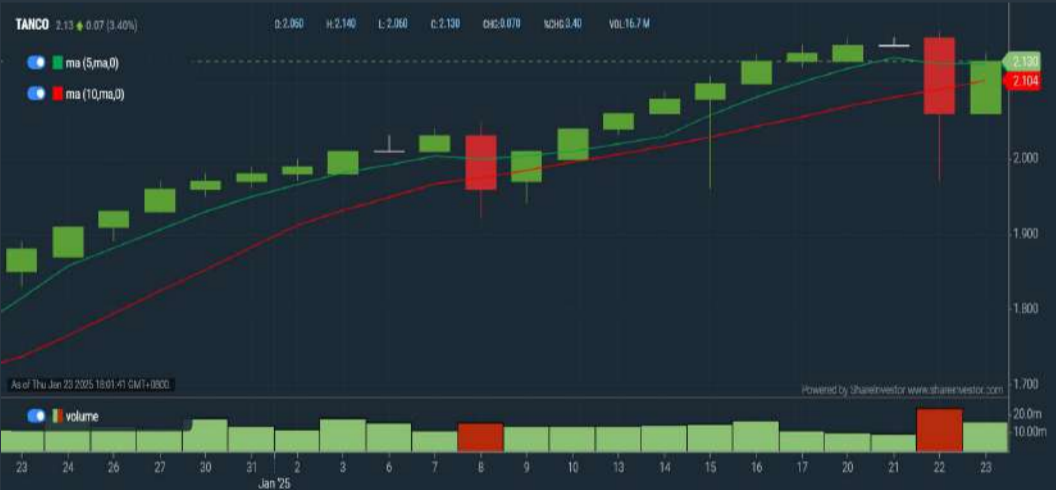 TANCO 2.13 0.07 (3.40%) O: 2.060 H: 2.140 L: 2.060 C: 2.130 CHG:0.070 %CHG:3.40 VOL:16.7 M
ma (5,ma,0)
ma (10,ma,0)
2.130
2.104
2.000
1.900
1.800
1.700
As of Thu Jan 23 2025 18:01:41 GMT+0800
Powered by ShareInvestor www.shareinvestor.com
volume
20.0m
10.00m
23 24 26 27 30 31 2 3 6 7 8 9 10 13 14 15 16 17 20 21 22 23
Jan '25